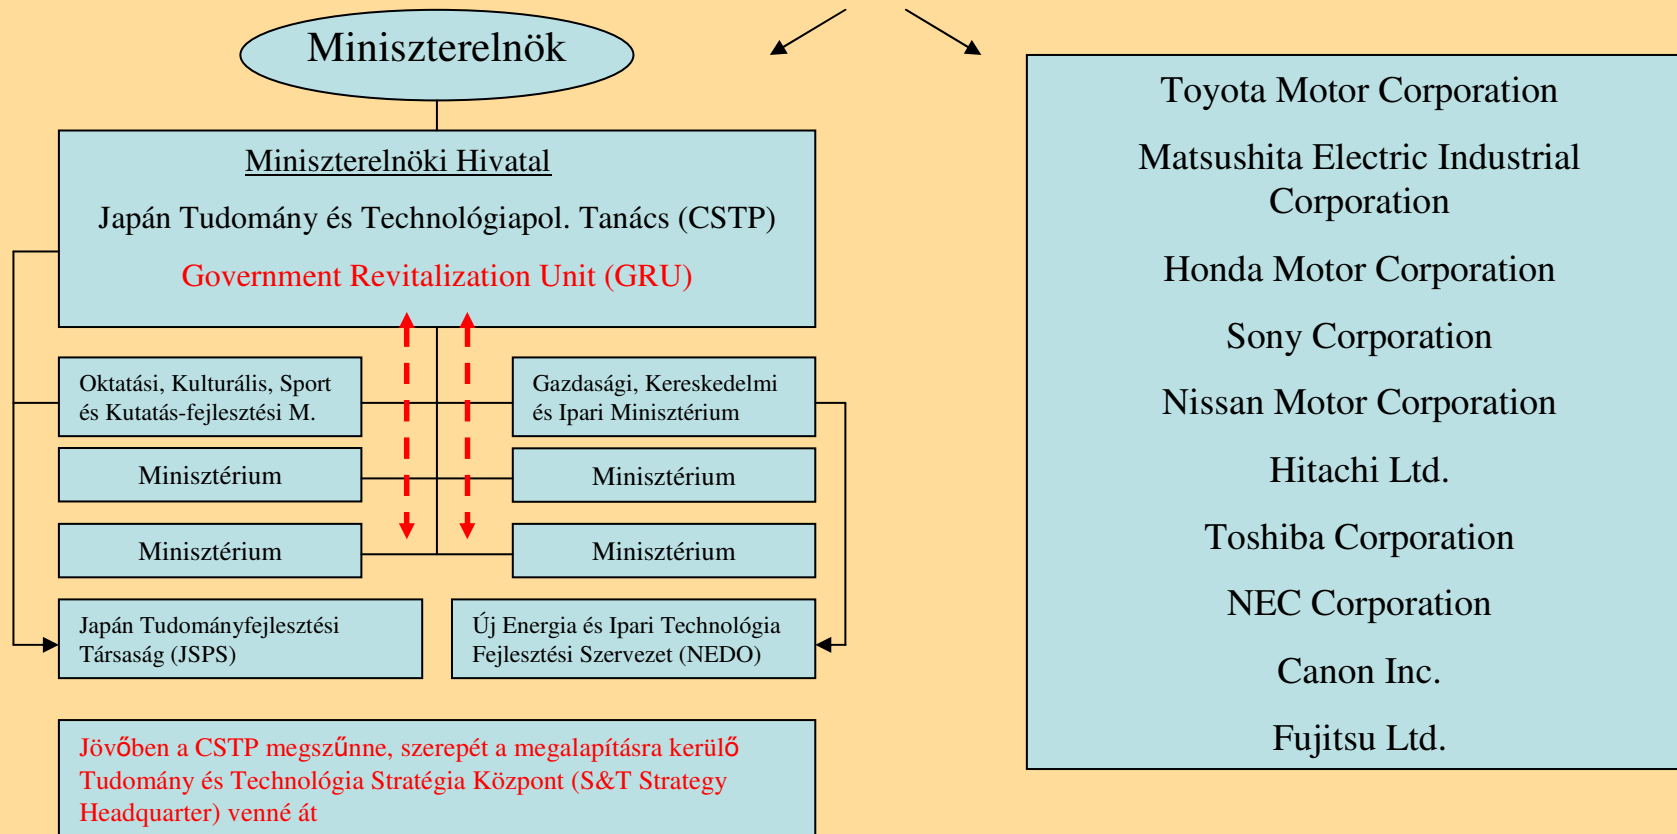 Miniszterelnök
Miniszterelnöki Hivatal
Japán Tudomány és Technológiapol. Tanács (CSTP)
Government Revitalization Unit (GRU)
Oktatási, Kulturális, Sport
és Kutatás-fejlesztési M.
Gazdasági, Kereskedelmi
és Ipari Minisztérium
Minisztérium
Minisztérium
Minisztérium
Minisztérium
Japán Tudományfejlesztési
Társaság (JSPS)
Új Energia és Ipari Technológia
Fejlesztési Szervezet (NEDO)
Jövőben a CSTP megszűnne, szerepét a megalapításra kerülő
Tudomány és Technológia Stratégia Központ (S&T Strategy
Headquarter) venné át
Toyota Motor Corporation
Matsushita Electric Industrial
Corporation
Honda Motor Corporation
Sony Corporation
Nissan Motor Corporation
Hitachi Ltd.
Toshiba Corporation
NEC Corporation
Canon Inc.
Fujitsu Ltd.